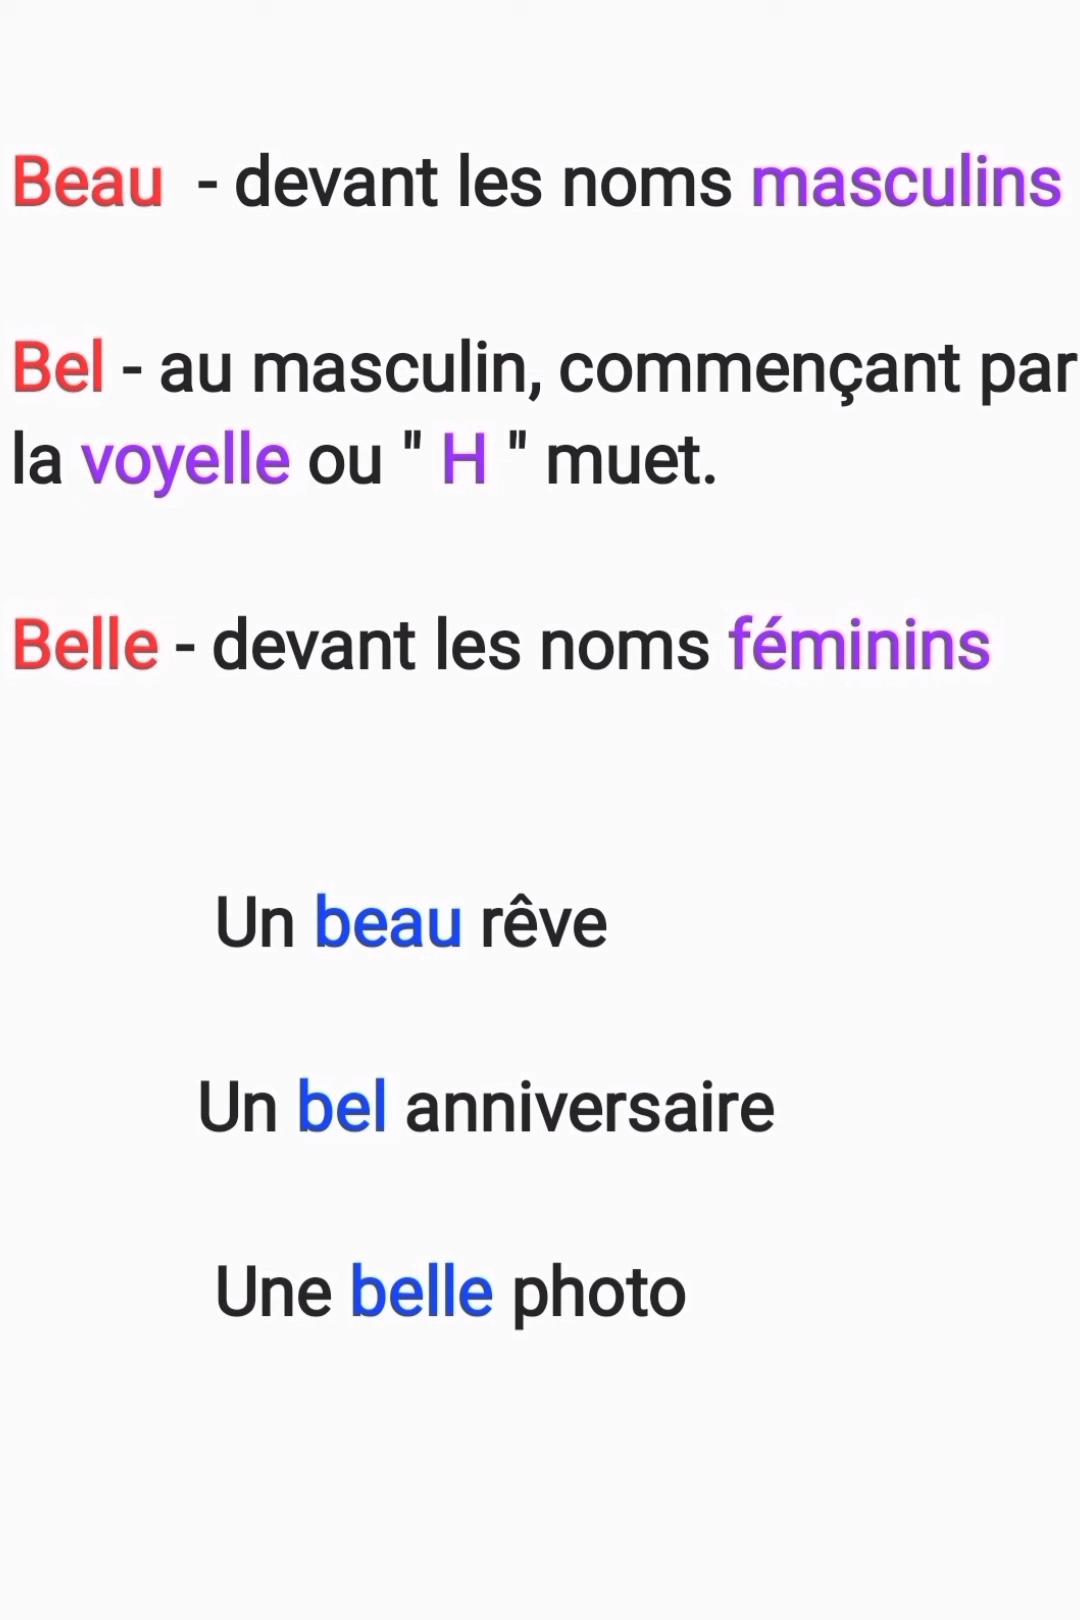 Beau - devant les noms masculins
Bel - au masculin, commençant par
la voyelle ou " H " muet.
Belle - devant les noms féminins
Un beau rêve
Un bel anniversaire
Une belle photo